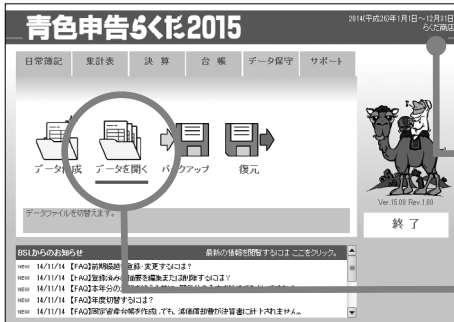 青色申告らくだ2015
2014(平成26)年1月1日～12月31日
らくだ商店
日常簿記 集計表 決 算 台 帳 データ保守 サポート
データ作成 データを開く バックアップ 復元
データファイルを切替えます。
Ver.15.00 Rev.1.00
終 了
BSLからのお知らせ 最新の情報を閲覧するには ここをクリック。
NEW 14/11/14 【FAQ】前期繰越を登録・変更するには?
NEW 14/11/14 【FAQ】登録済みの摘要を編集または削除するには?
NEW 14/11/14 【FAQ】本年分の
NEW 14/11/14 【FAQ】年度切替するには?
NEW 14/11/14 【FAQ】固定資産台帳を作成しても、減価償却費が決算書に計上されません。